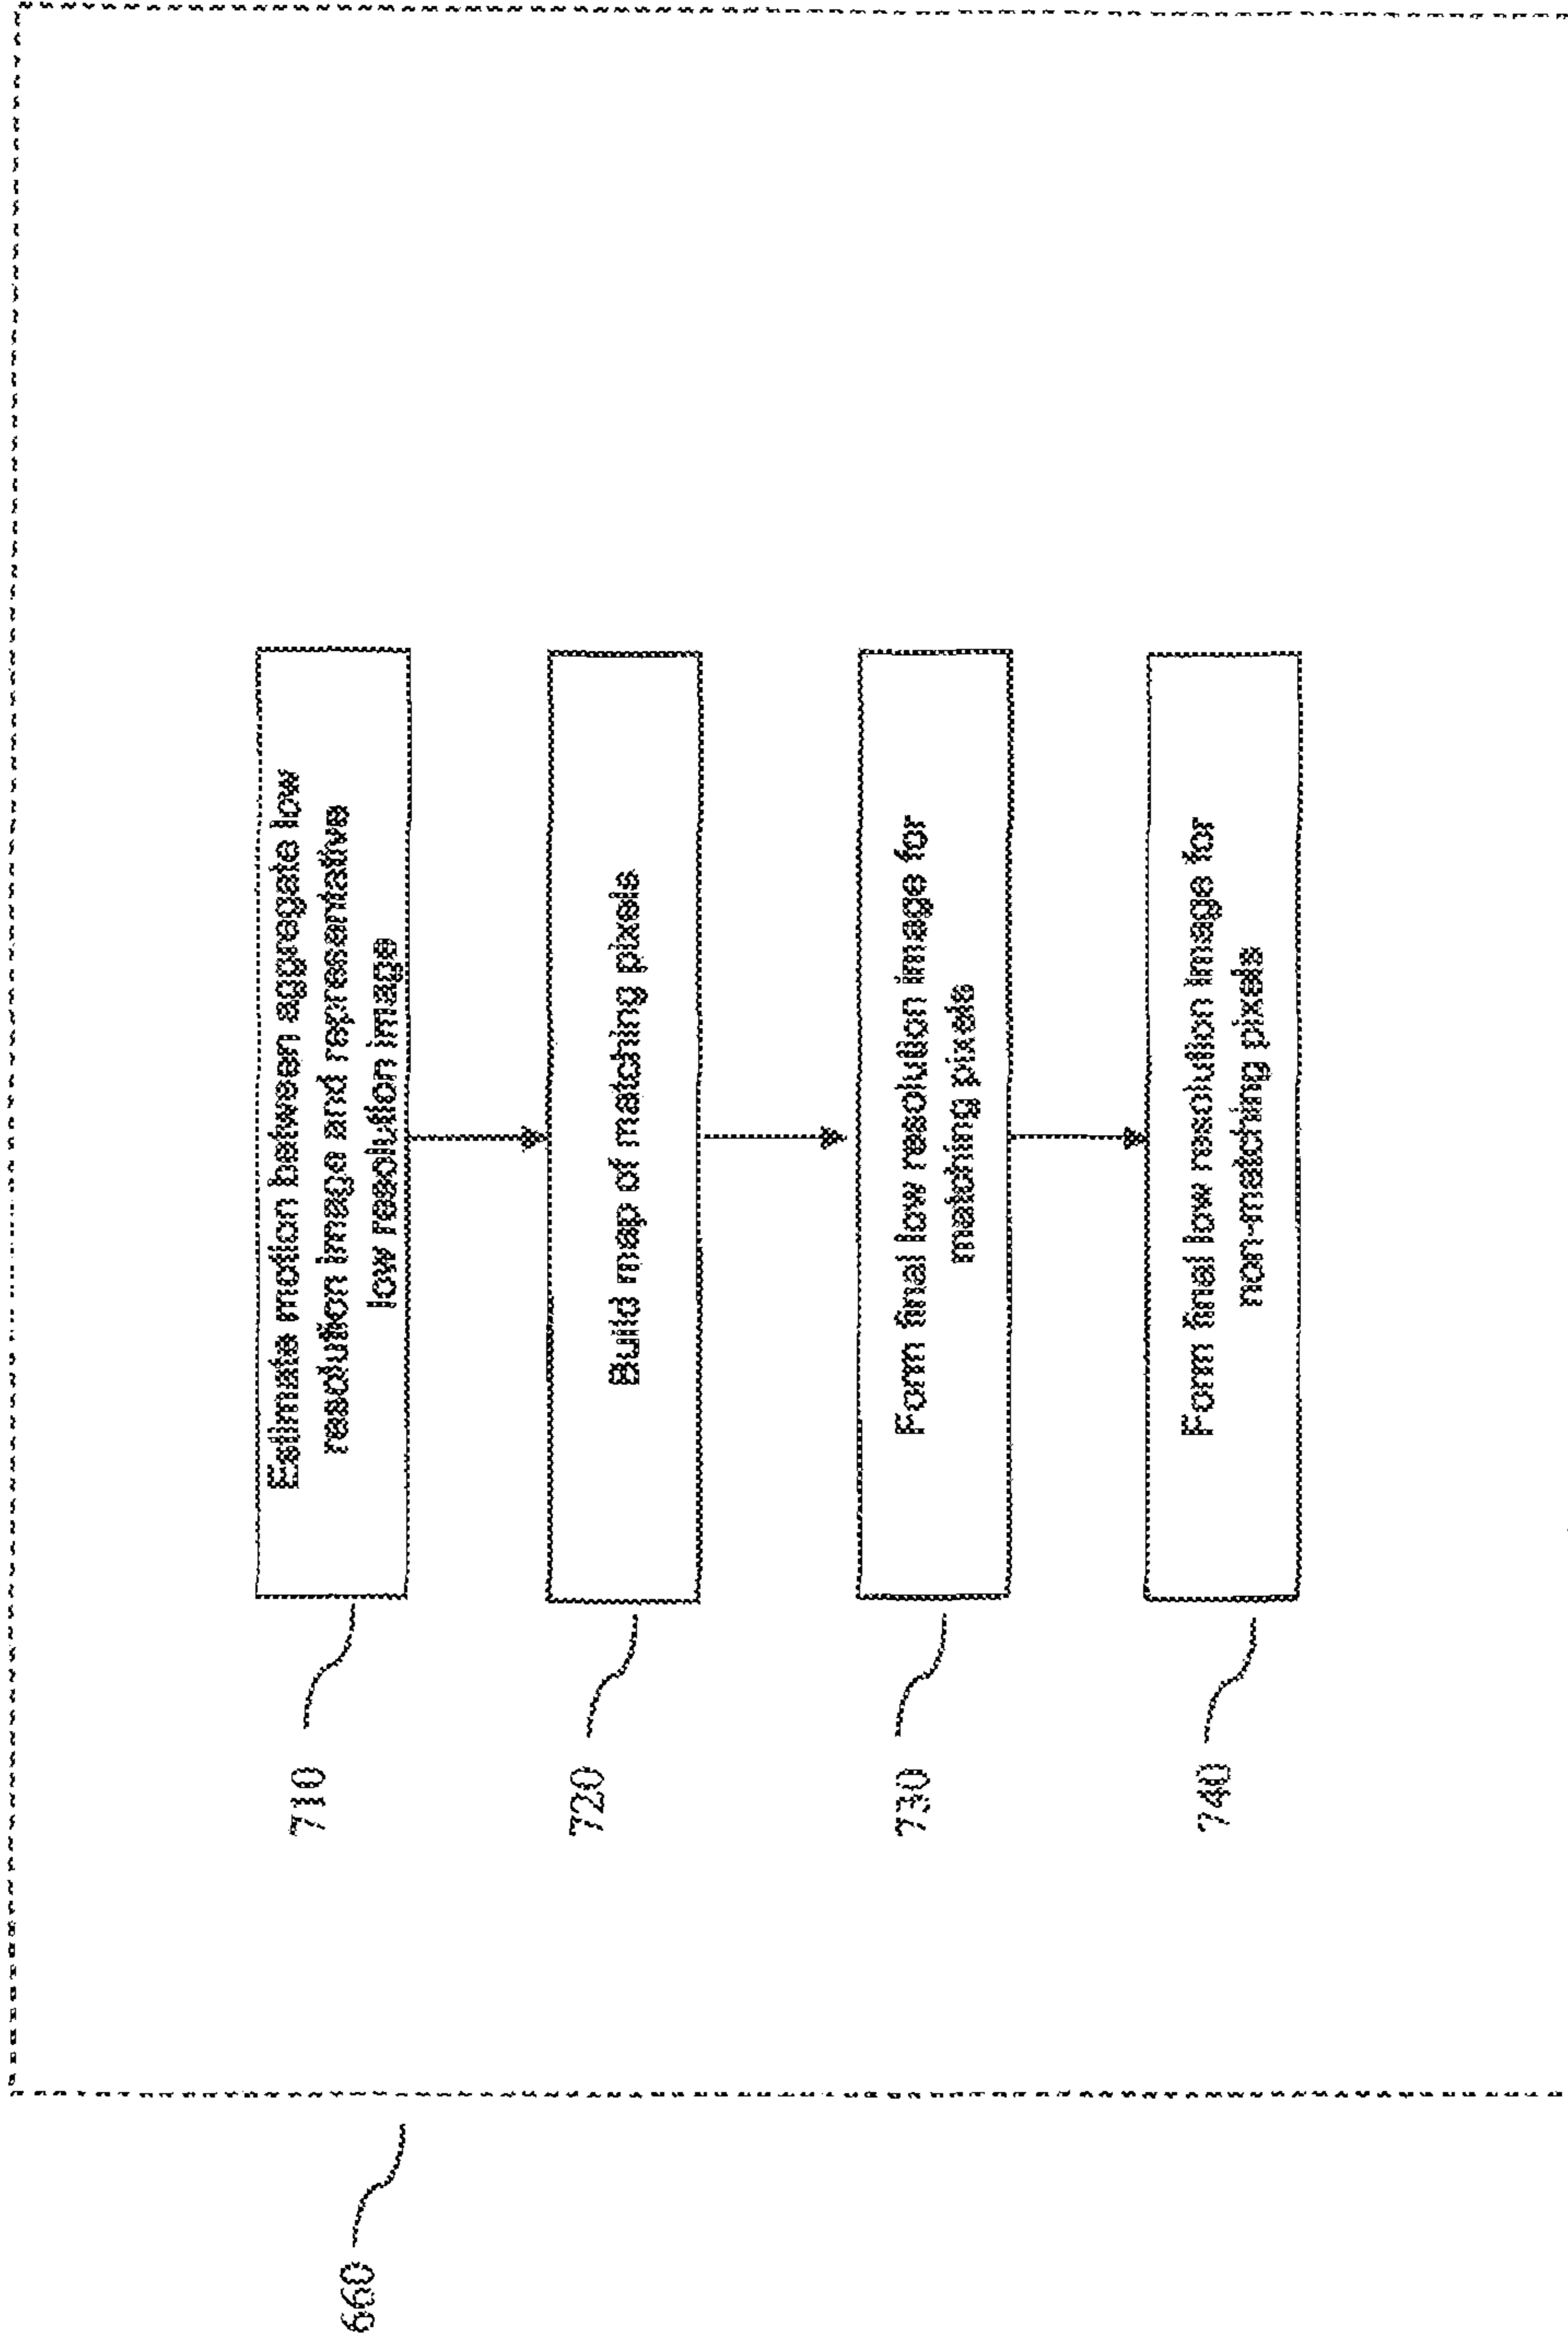 660
710
Estimate motion between aggregate low
resolution image and representative
low resolution image
720
Build map of matching pixels
730
Form final low resolution image for
matching pixels
740
Form final low resolution image for
non-matching pixels